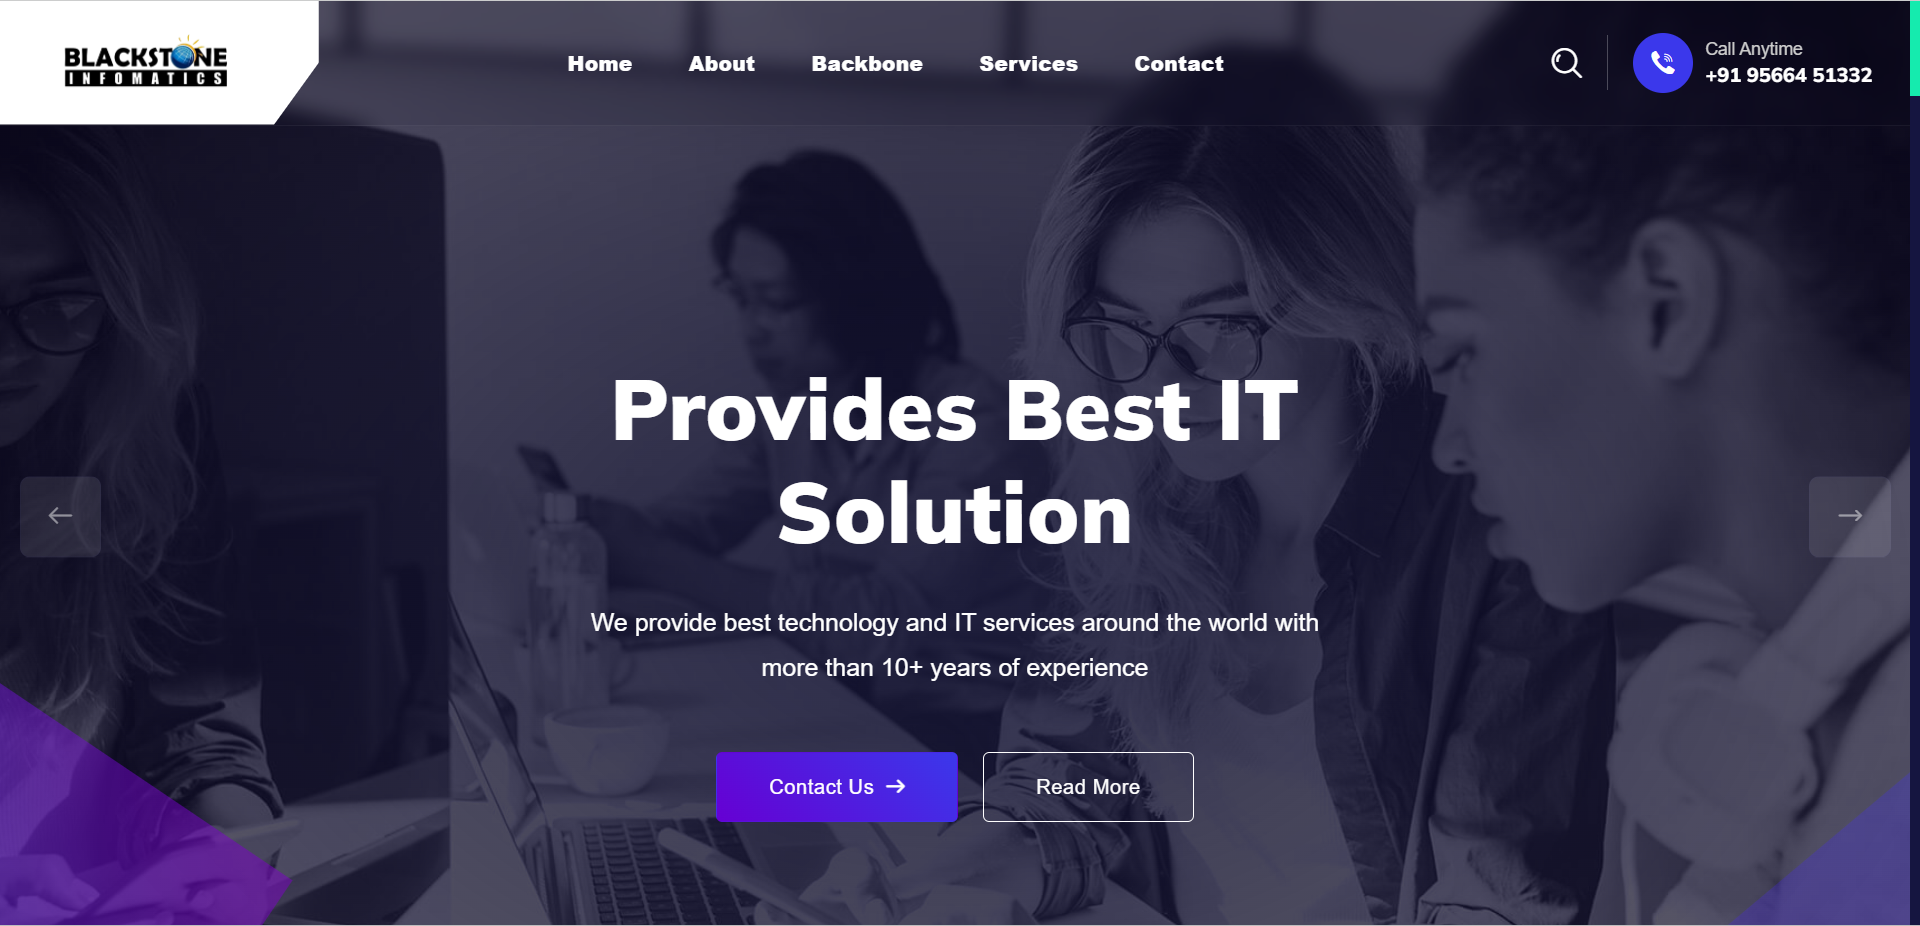 BLACKSTONE
INFOMATICS
Home
About
Backbone
Services
Contact
Call Anytime
+91 95664 51332
Provides Best IT
Solution
We provide best technology and IT services around the world with
more than 10+ years of experience
Contact Us
Read More